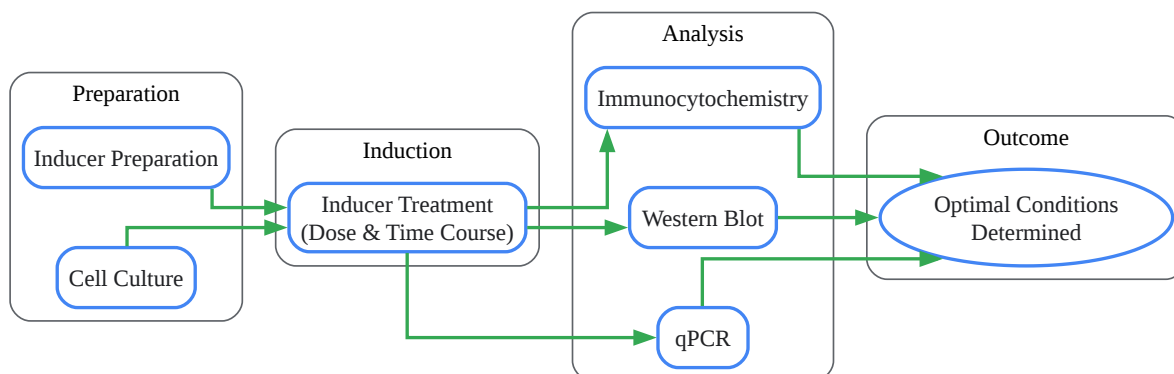 Preparation
Inducer Preparation
Cell Culture
Induction
Inducer Treatment
(Dose & Time Course)
Analysis
Immunocytochemistry
Western Blot
qPCR
Outcome
Optimal Conditions
Determined